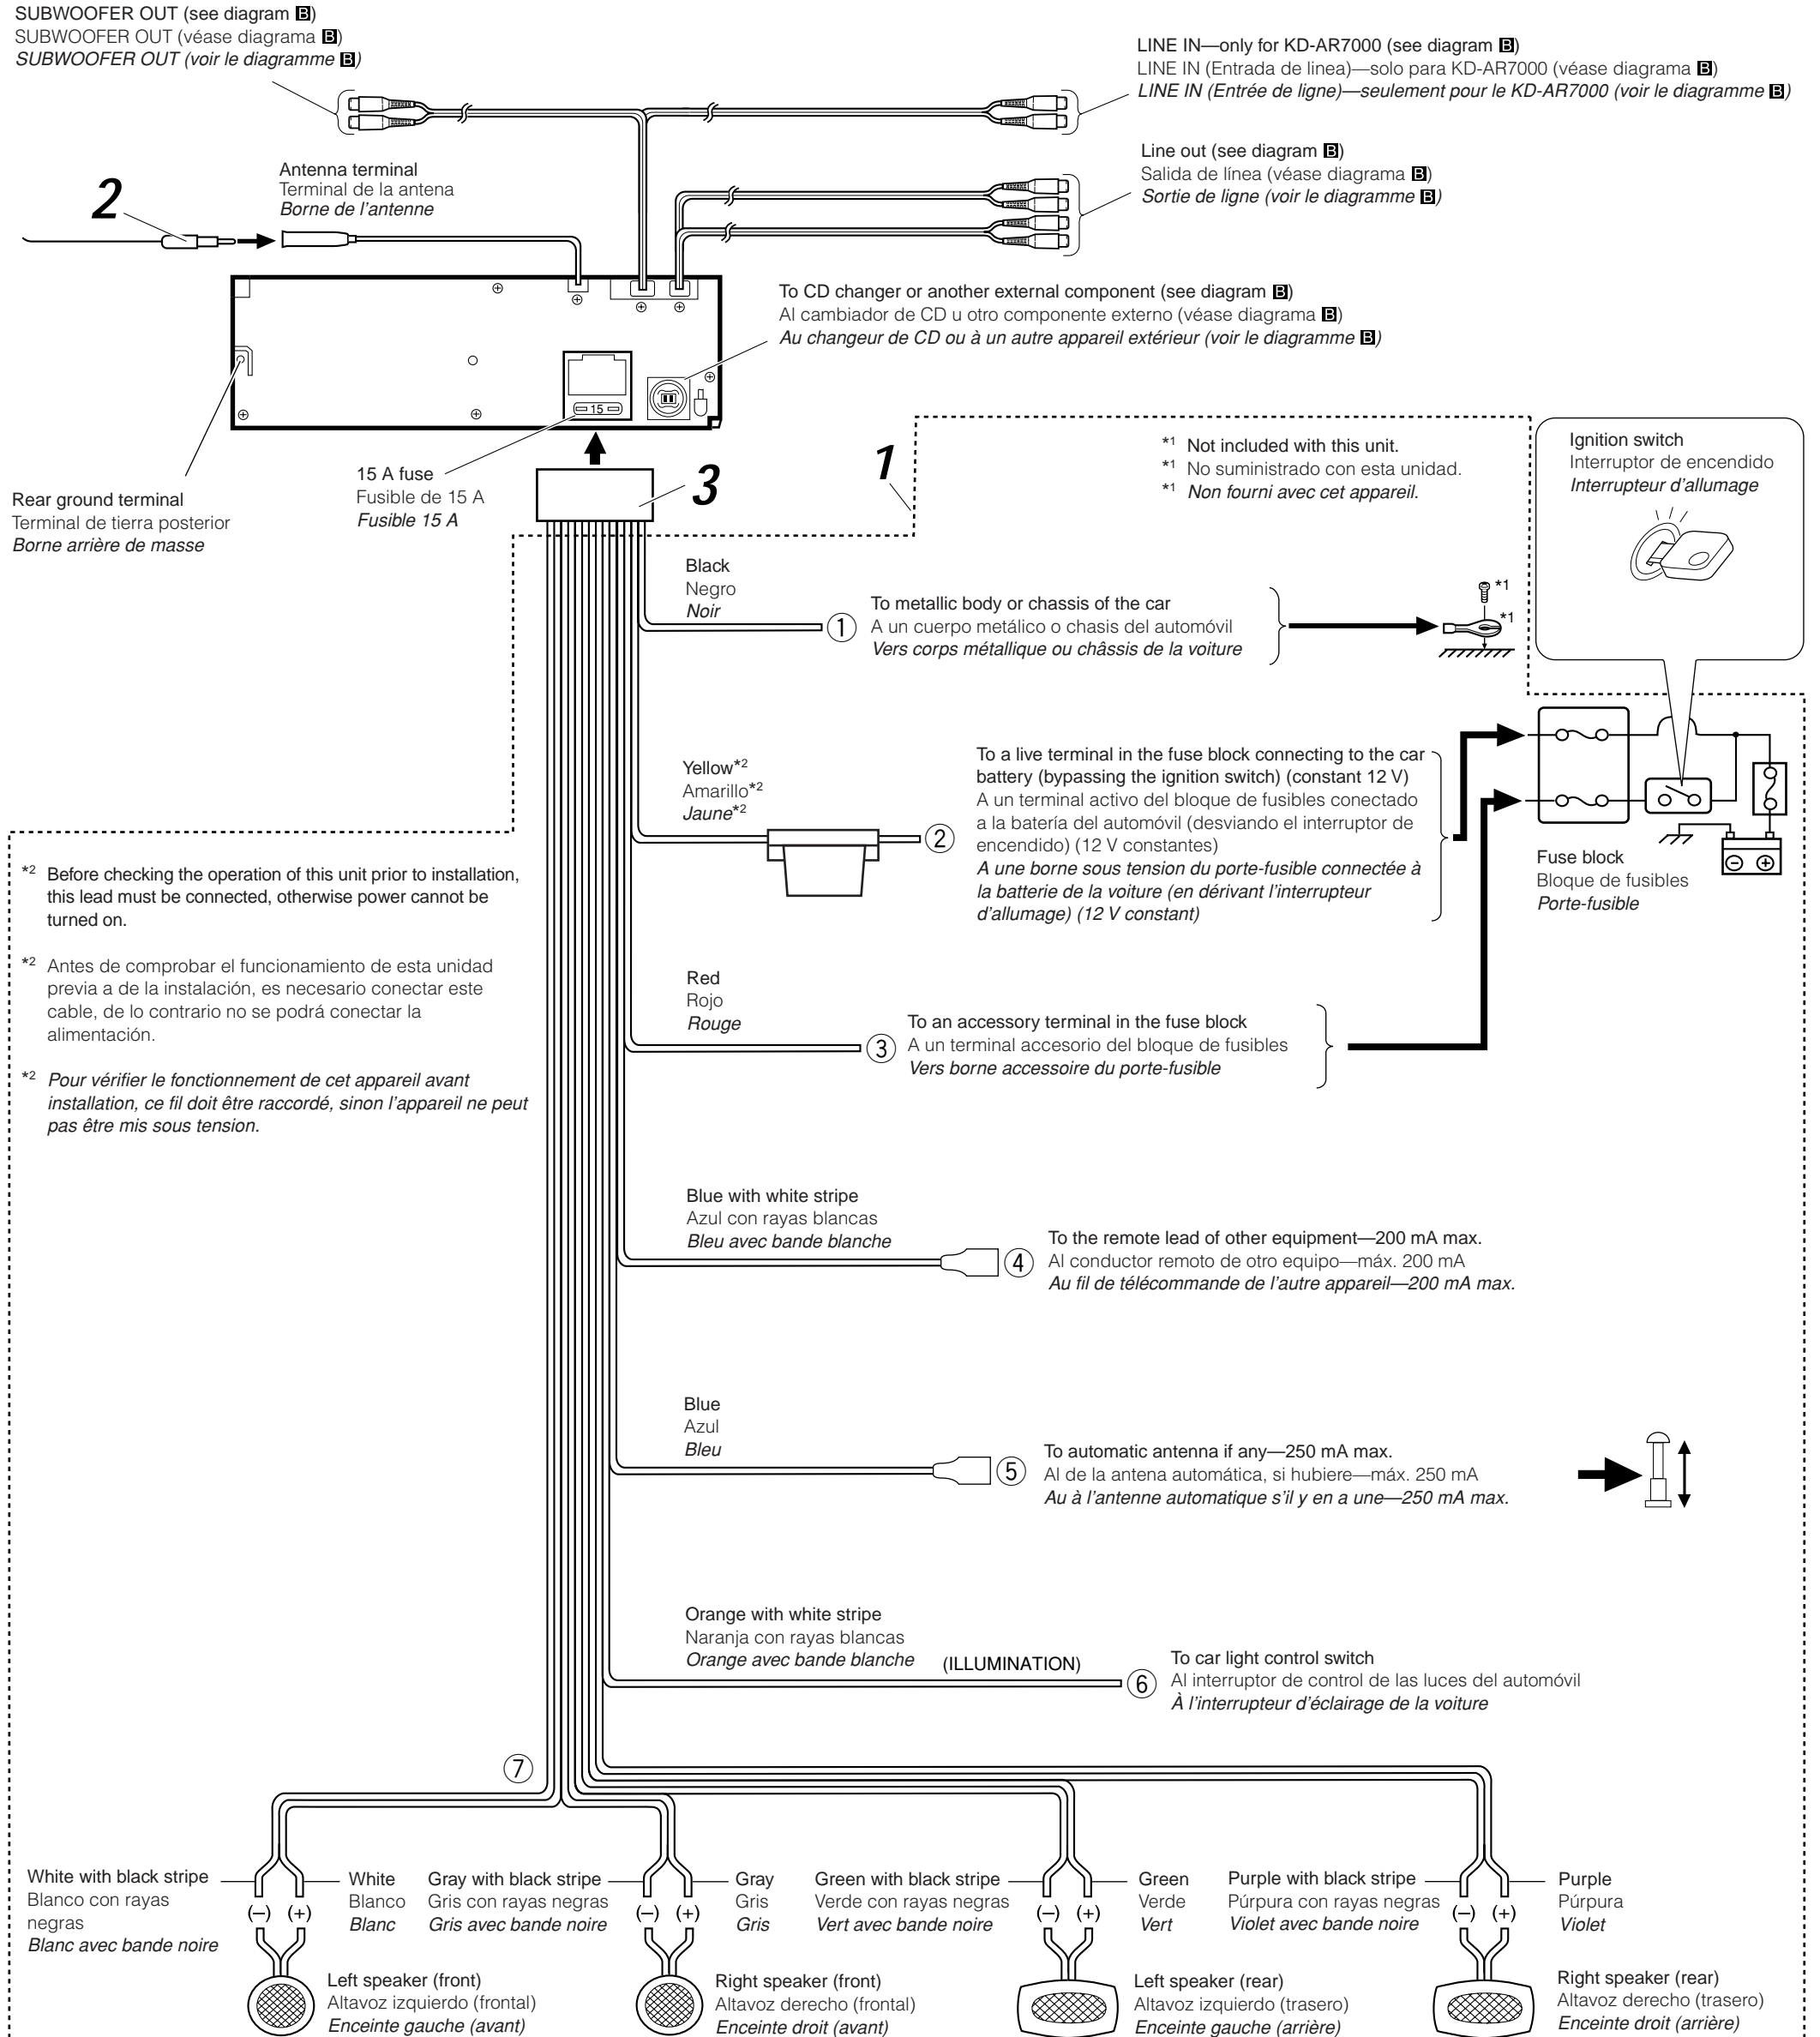 SUBWOOFER OUT (see diagram B)
SUBWOOFER OUT (véase diagrama B)
SUBWOOFER OUT (voir le diagramme B)
LINE IN—only for KD-AR7000 (see diagram B)
LINE IN (Entrada de linea)—solo para KD-AR7000 (véase diagrama B)
LINE IN (Entrée de ligne)—seulement pour le KD-AR7000 (voir le diagramme B)
Line out (see diagram B)
Salida de línea (véase diagrama B)
Sortie de ligne (voir le diagramme B)
2
Antenna terminal
Terminal de la antena
Borne de l'antenne
To CD changer or another external component (see diagram B)
Al cambiador de CD u otro componente externo (véase diagrama B)
Au changeur de CD ou à un autre appareil extérieur (voir le diagramme B)
15
Rear ground terminal
Terminal de tierra posterior
Borne arrière de masse
15 A fuse
Fusible de 15 A
Fusible 15 A
3
1
*1 Not included with this unit.
*1 No suministrado con esta unidad.
*1 Non fourni avec cet appareil.
Ignition switch
Interruptor de encendido
Interrupteur d'allumage
Black
Negro
Noir
① To metallic body or chassis of the car
A un cuerpo metálico o chasis del automóvil
Vers corps métallique ou châssis de la voiture
*1
*1
Yellow*2
Amarillo*2
Jaune*2
②
To a live terminal in the fuse block connecting to the car
battery (bypassing the ignition switch) (constant 12 V)
A un terminal activo del bloque de fusibles conectado
a la batería del automóvil (desviando el interruptor de
encendido) (12 V constantes)
A une borne sous tension du porte-fusible connectée à
la batterie de la voiture (en dérivant l'interrupteur
d'allumage) (12 V constant)
Fuse block
Bloque de fusibles
Porte-fusible
*2 Before checking the operation of this unit prior to installation,
this lead must be connected, otherwise power cannot be
turned on.
*2 Antes de comprobar el funcionamiento de esta unidad
previa a de la instalación, es necesario conectar este
cable, de lo contrario no se podrá conectar la
alimentación.
*2 Pour vérifier le fonctionnement de cet appareil avant
installation, ce fil doit être raccordé, sinon l'appareil ne peut
pas être mis sous tension.
Red
Rojo
Rouge
③ To an accessory terminal in the fuse block
A un terminal accesorio del bloque de fusibles
Vers borne accessoire du porte-fusible
Blue with white stripe
Azul con rayas blancas
Bleu avec bande blanche
④ To the remote lead of other equipment—200 mA max.
Al conductor remoto de otro equipo—máx. 200 mA
Au fil de télécommande de l'autre appareil—200 mA max.
Blue
Azul
Bleu
⑤ To automatic antenna if any—250 mA max.
Al de la antena automática, si hubiere—máx. 250 mA
Au à l'antenne automatique s'il y en a une—250 mA max.
Orange with white stripe
Naranja con rayas blancas
Orange avec bande blanche
(ILLUMINATION)
⑥ To car light control switch
Al interruptor de control de las luces del automóvil
À l'interrupteur d'éclairage de la voiture
⑦
White with black stripe
Blanco con rayas
negras
Blanc avec bande noire
(–) (+)
White
Blanco
Blanc
Left speaker (front)
Altavoz izquierdo (frontal)
Enceinte gauche (avant)
Gray with black stripe
Gris con rayas negras
Gris avec bande noire
(–) (+)
Gray
Gris
Gris
Right speaker (front)
Altavoz derecho (frontal)
Enceinte droit (avant)
Green with black stripe
Verde con rayas negras
Vert avec bande noire
(–) (+)
Green
Verde
Vert
Left speaker (rear)
Altavoz izquierdo (trasero)
Enceinte gauche (arrière)
Purple with black stripe
Púrpura con rayas negras
Violet avec bande noire
(–) (+)
Purple
Púrpura
Violet
Right speaker (rear)
Altavoz derecho (trasero)
Enceinte droit (arrière)